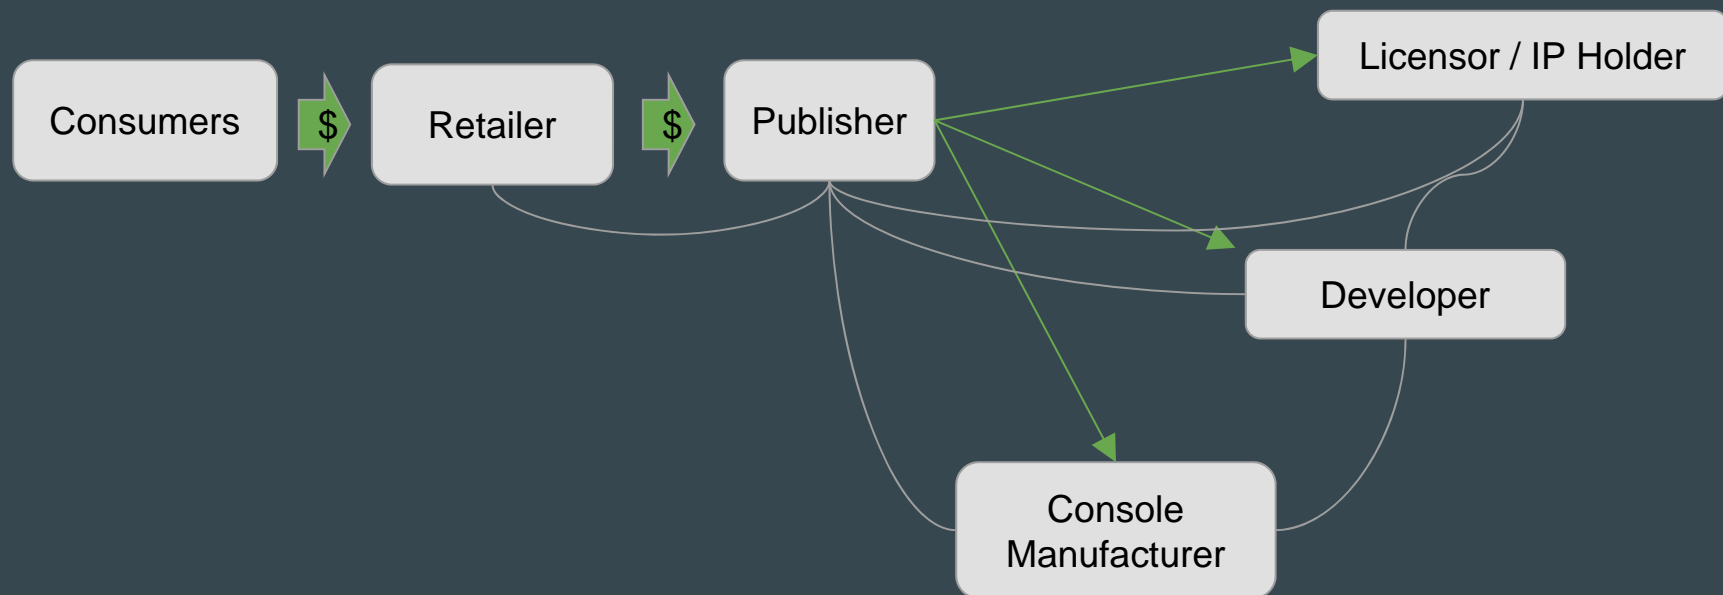 Consumers
$
Retailer
$
Publisher
Licensor / IP Holder
Developer
Console
Manufacturer